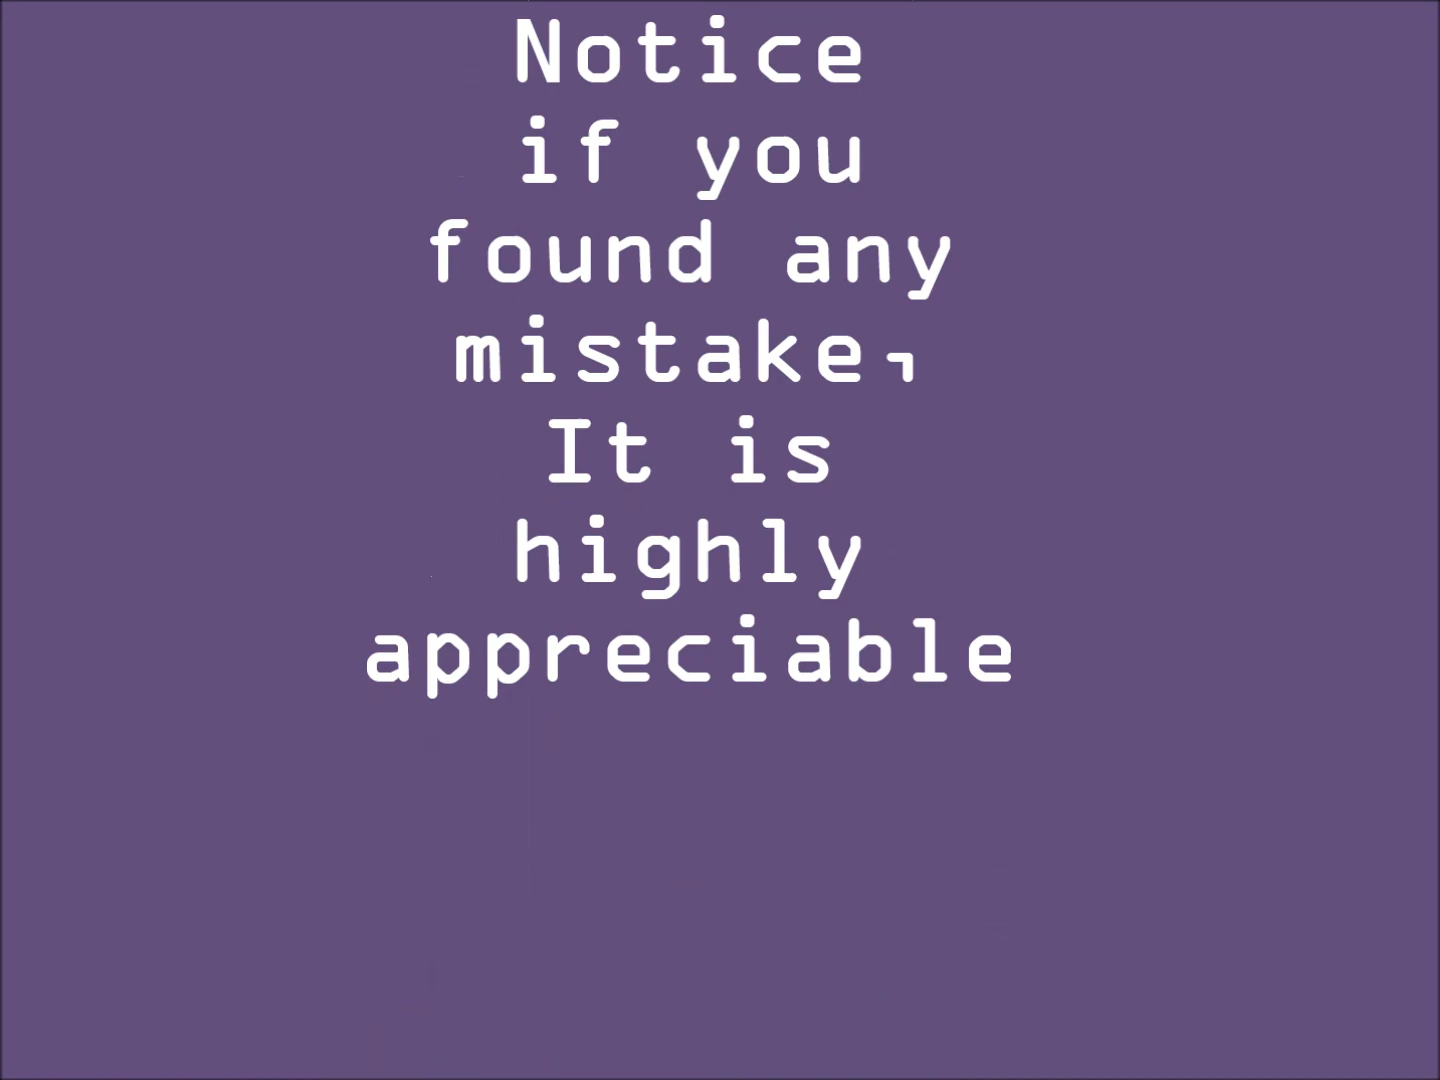 Notice
if you
found any
mistake,
It is
highly
appreciable